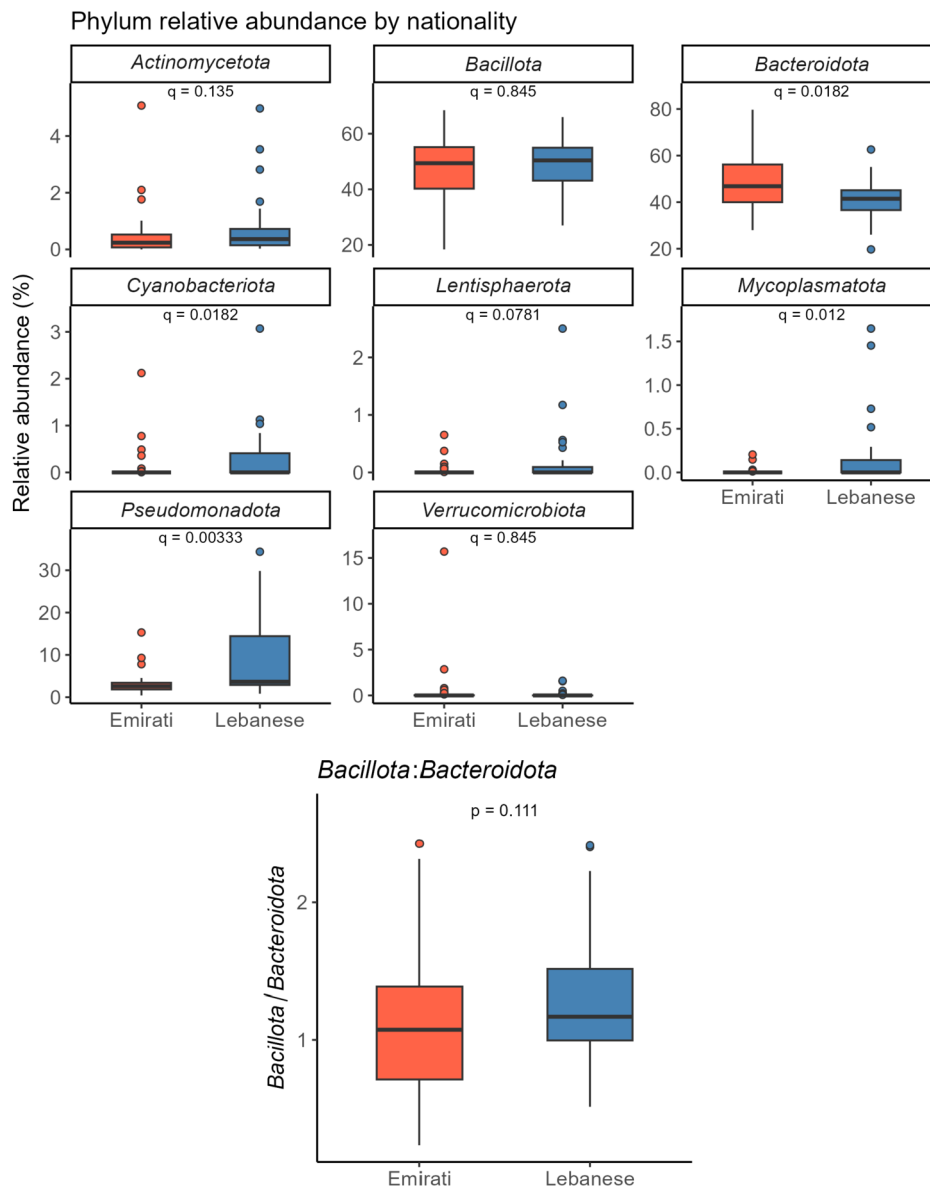 Phylum relative abundance by nationality
Actinomycetota
Bacillota
Bacteroidota
q = 0.135
q = 0.845
q = 0.0182
4
2
0
60
40
20
80
60
40
20
Cyanobacteriota
Lentisphaerota
Mycoplasmatota
q = 0.0182
q = 0.0781
q = 0.012
3
2
1
0
2
1
0
1.5
1.0
0.5
0.0
Emirati
Lebanese
Relative abundance (%)
Pseudomonadota
Verrucomicrobiota
q = 0.00333
q = 0.845
30
20
10
0
15
10
5
0
Emirati
Lebanese
Emirati
Lebanese
Bacillota:Bacteroidota
p = 0.111
Bacillota/Bacteroidota
2
1
Emirati
Lebanese